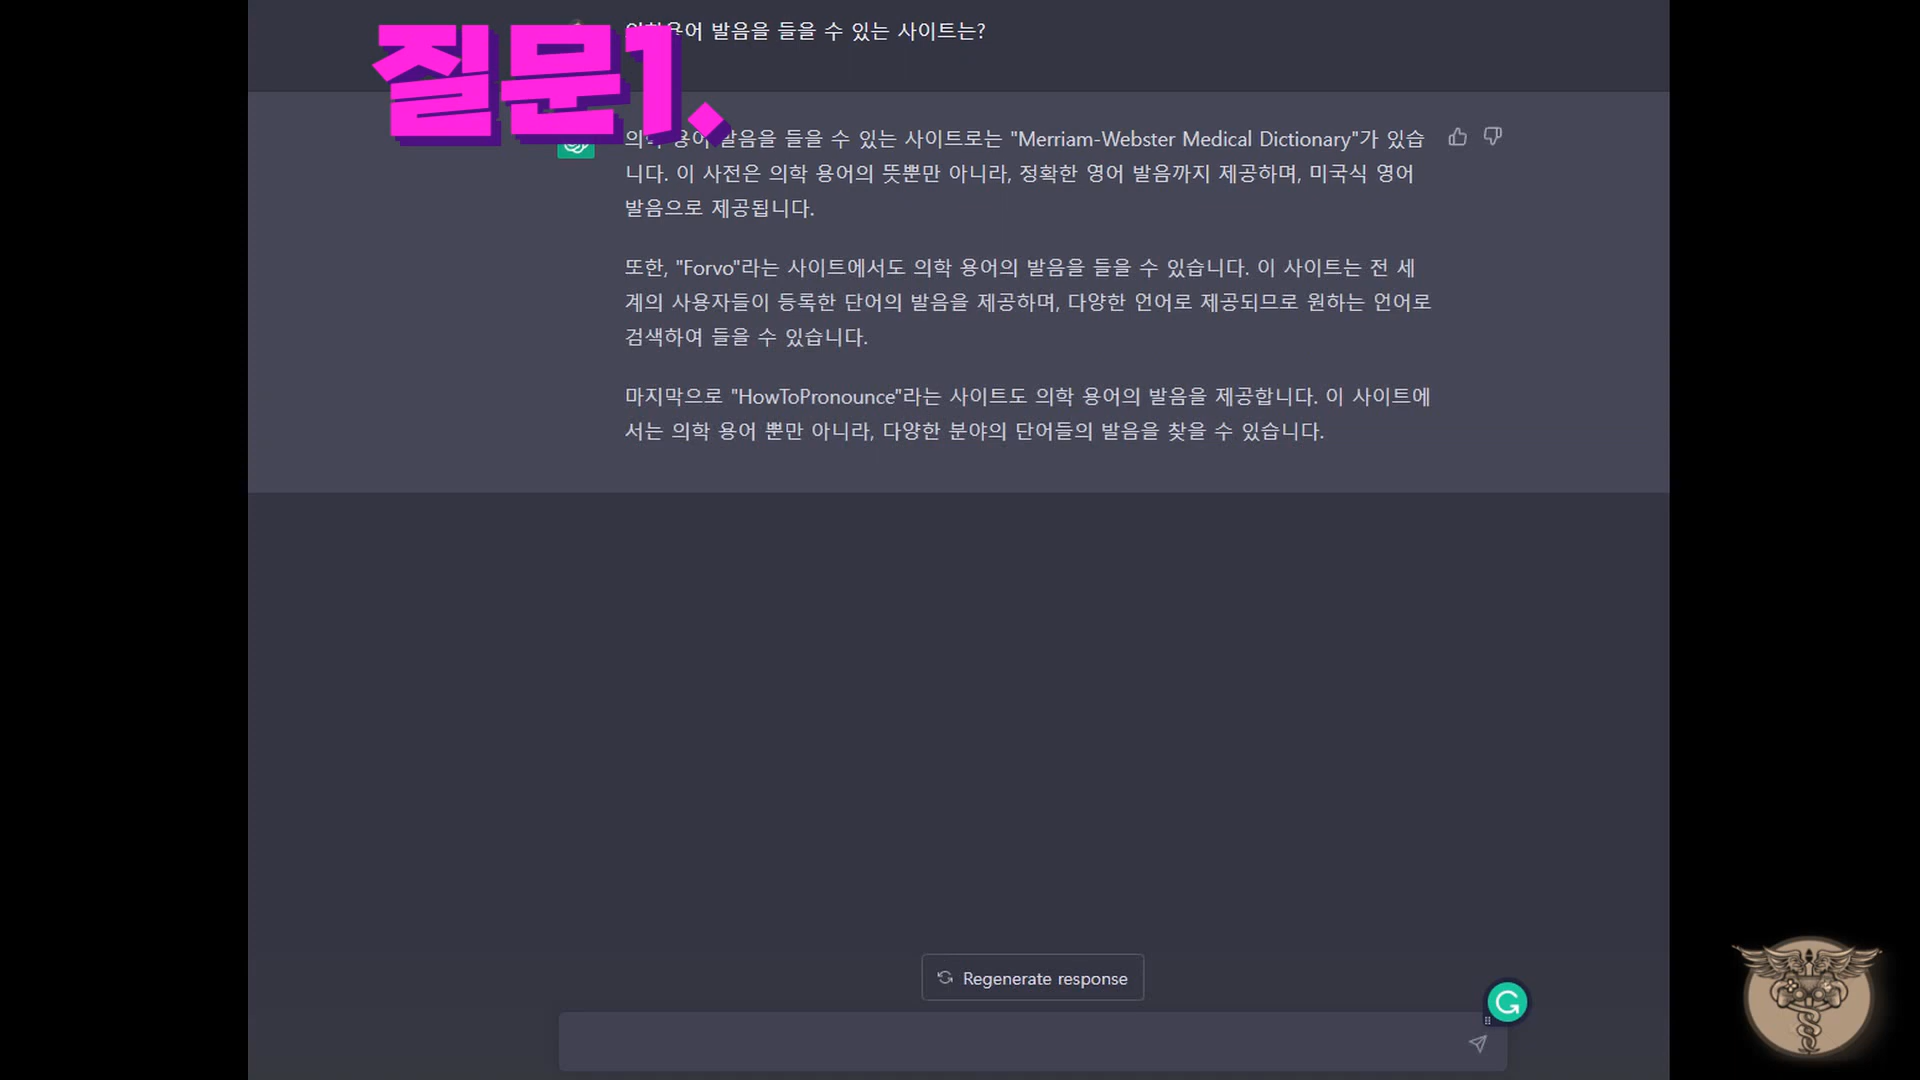 질문1.
의학용어 발음을 들을 수 있는 사이트는?
의학 용어 발음을 들을 수 있는 사이트로는 "Merriam-Webster Medical Dictionary"가 있습
니다. 이 사전은 의학 용어의 뜻뿐만 아니라, 정확한 영어 발음까지 제공하며, 미국식 영어
발음으로 제공됩니다.
또한, "Forvo"라는 사이트에서도 의학 용어의 발음을 들을 수 있습니다. 이 사이트는 전 세
계의 사용자들이 등록한 단어의 발음을 제공하며, 다양한 언어로 제공되므로 원하는 언어로
검색하여 들을 수 있습니다.
마지막으로 "HowToPronounce"라는 사이트도 의학 용어의 발음을 제공합니다. 이 사이트에
서는 의학 용어 뿐만 아니라, 다양한 분야의 단어들의 발음을 찾을 수 있습니다.
Regenerate response